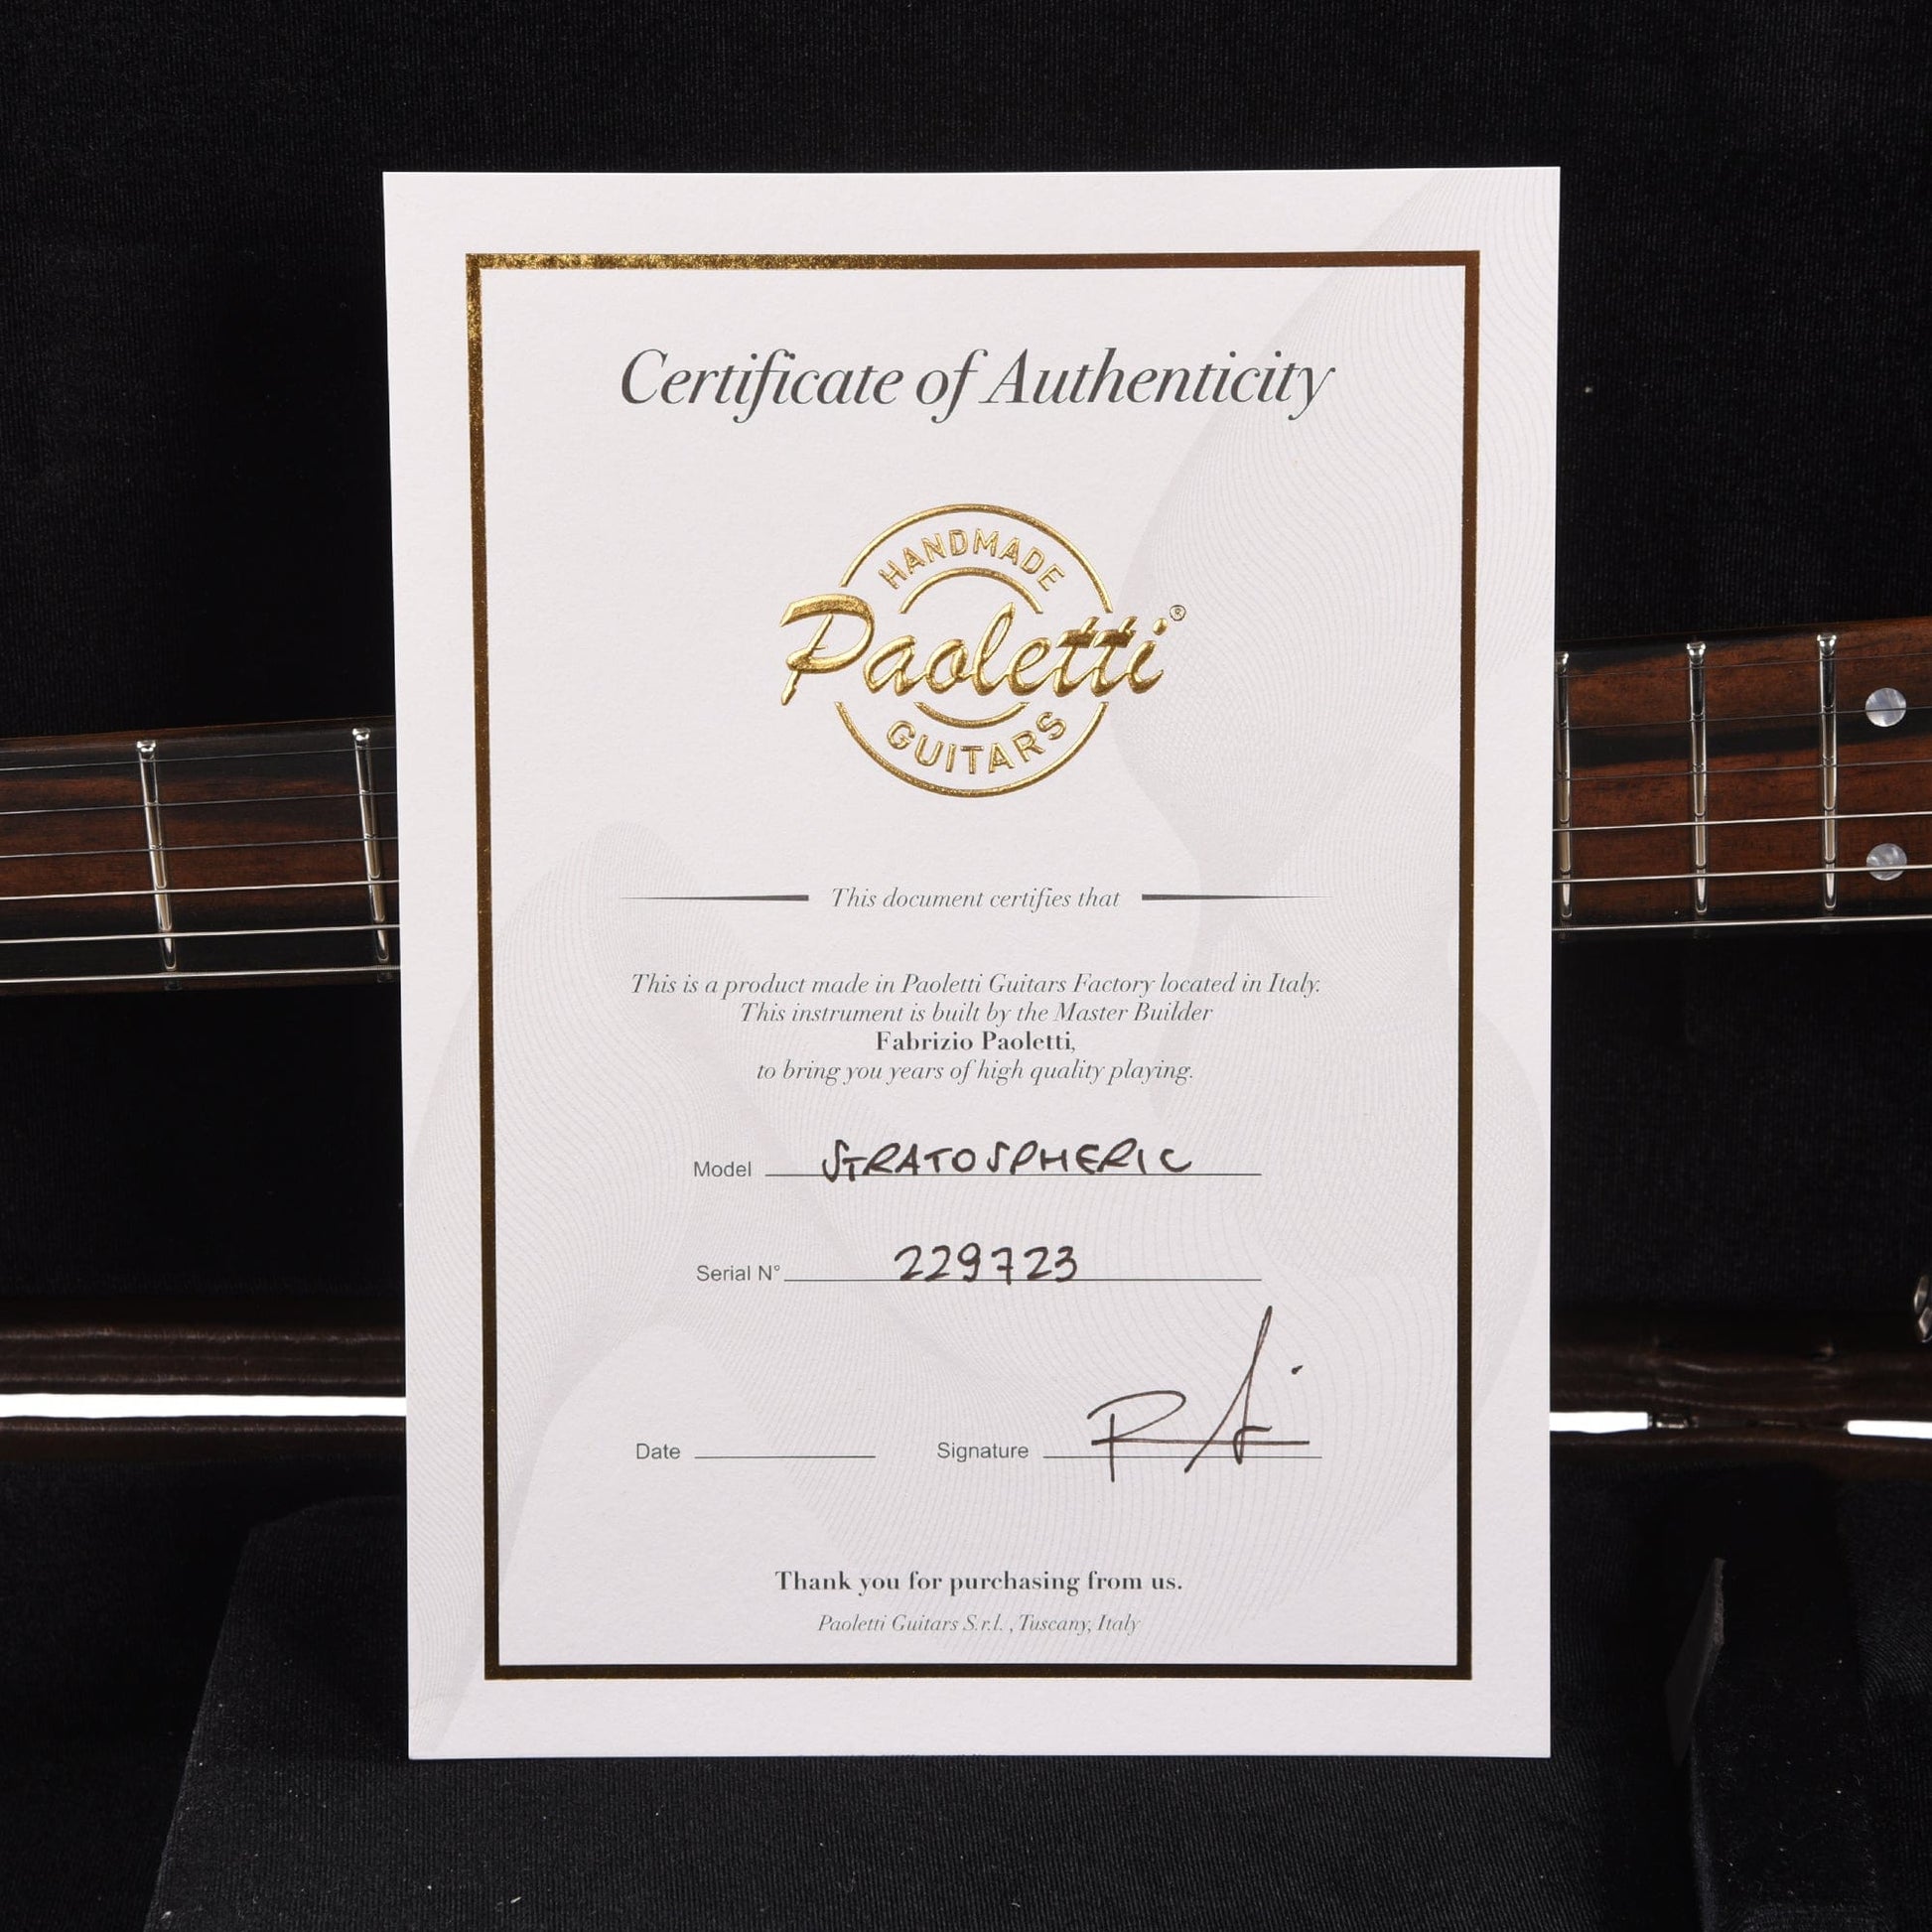 Certificate of Authenticity
HANDMADE
Paoletti®
GUITARS
This document certifies that
This is a product made in Paoletti Guitars Factory located in Italy.
This instrument is built by the Master Builder
Fabrizio Paoletti,
to bring you years of high quality playing.
Model STRATOSPHERIC
Serial N° 229723
Date
Signature
Thank you for purchasing from us.
Paoletti Guitars S.r.l. , Tuscany, Italy